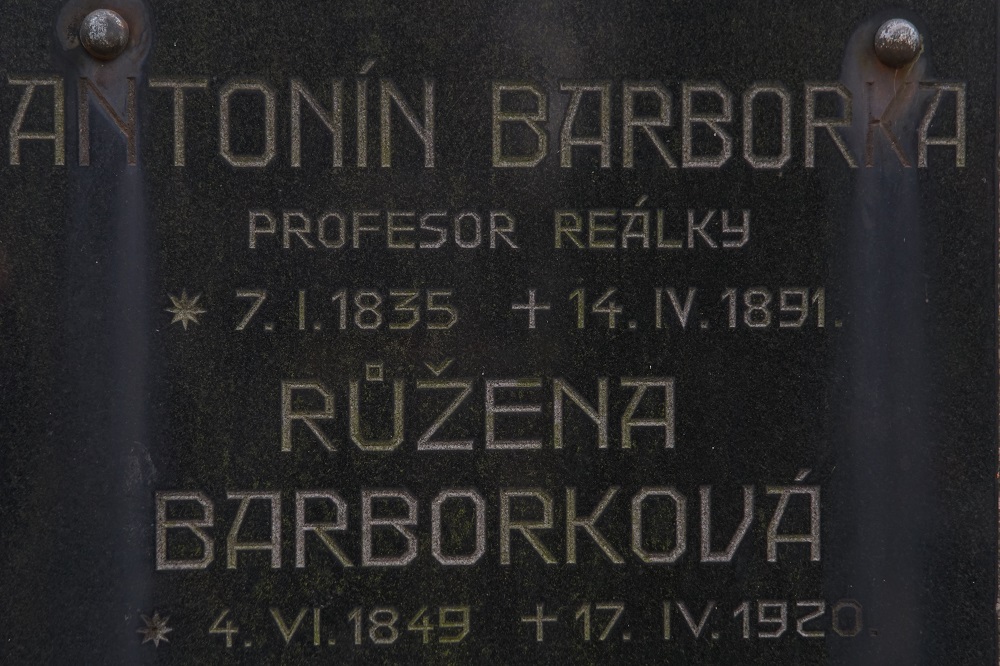 ANTONÍN BARBORKA
PROFESOR REÁLKY
* 7. I. 1835 + 14. IV. 1891.
RŮŽENA
BARBORKOVÁ
* 4. VI. 1849 + 17. IV. 1920.